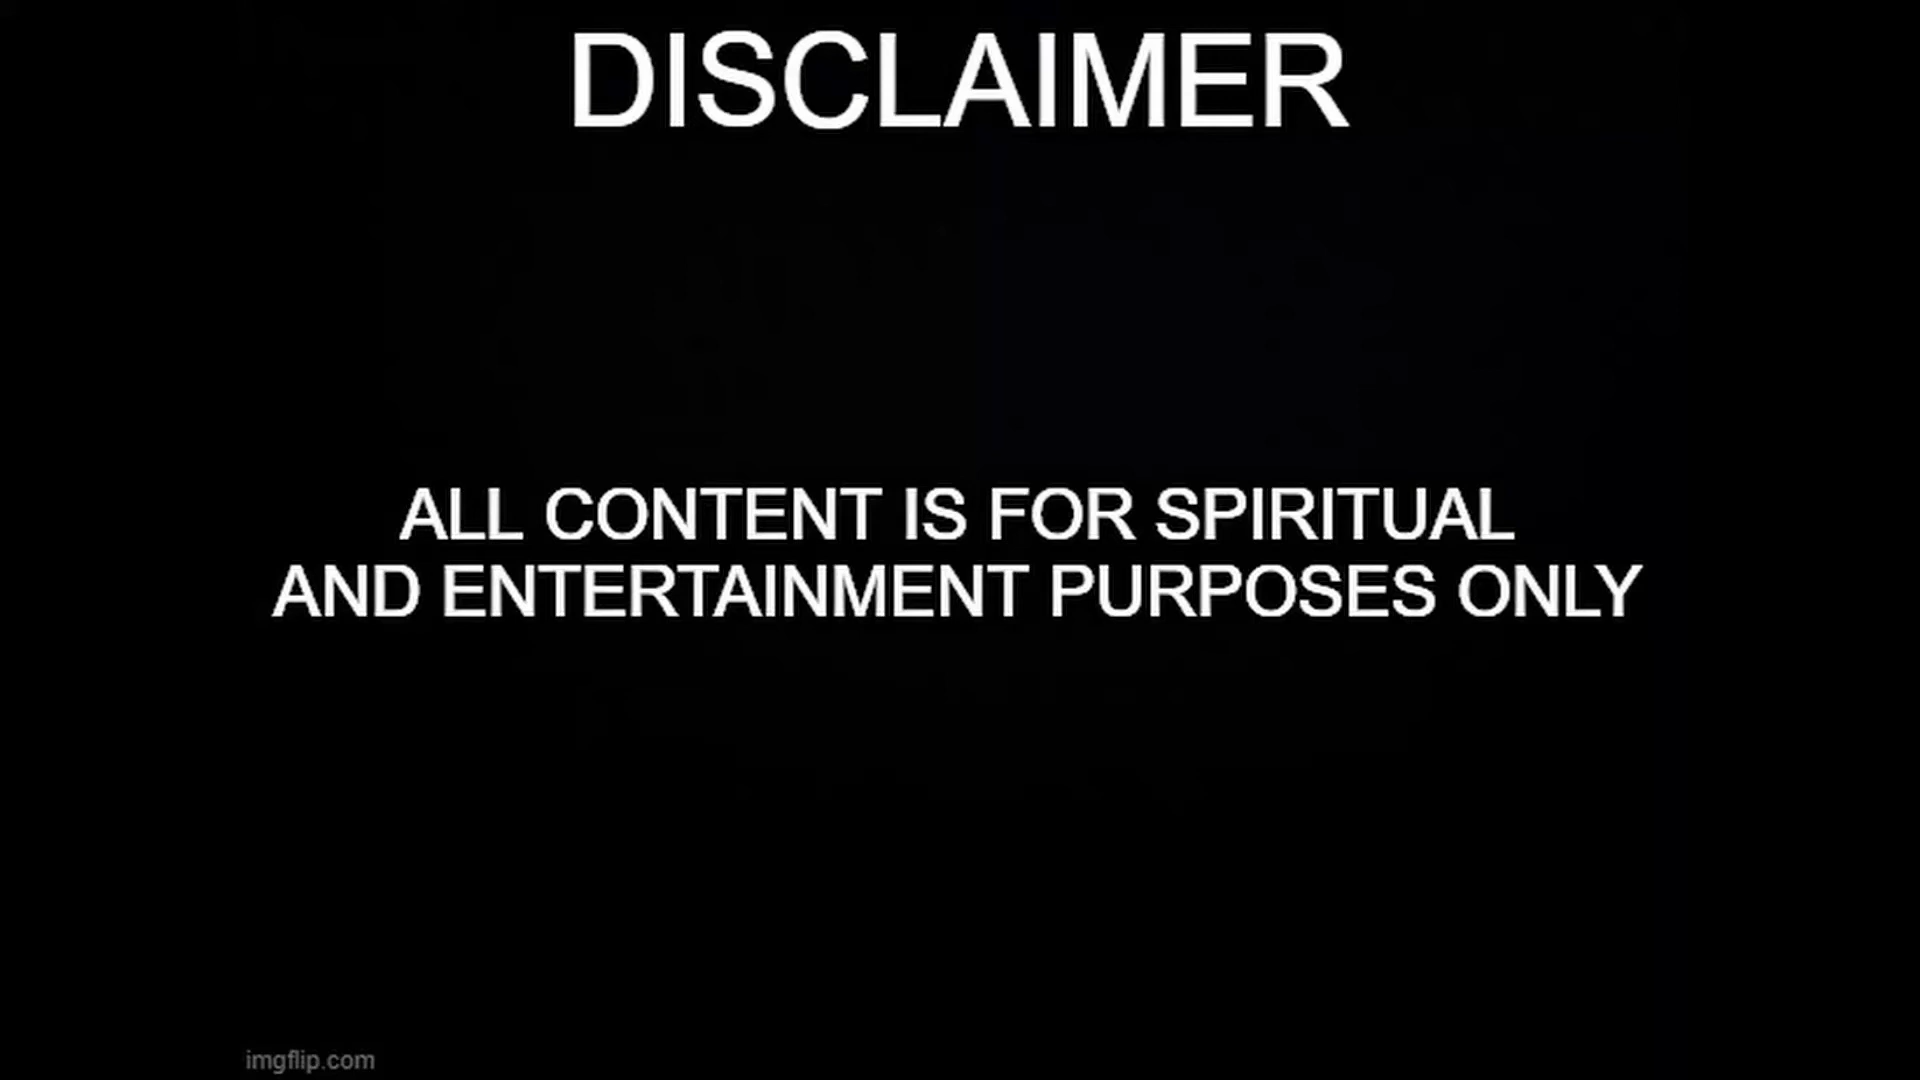 DISCLAIMER
ALL CONTENT IS FOR SPIRITUAL
AND ENTERTAINMENT PURPOSES ONLY
imgflip.com